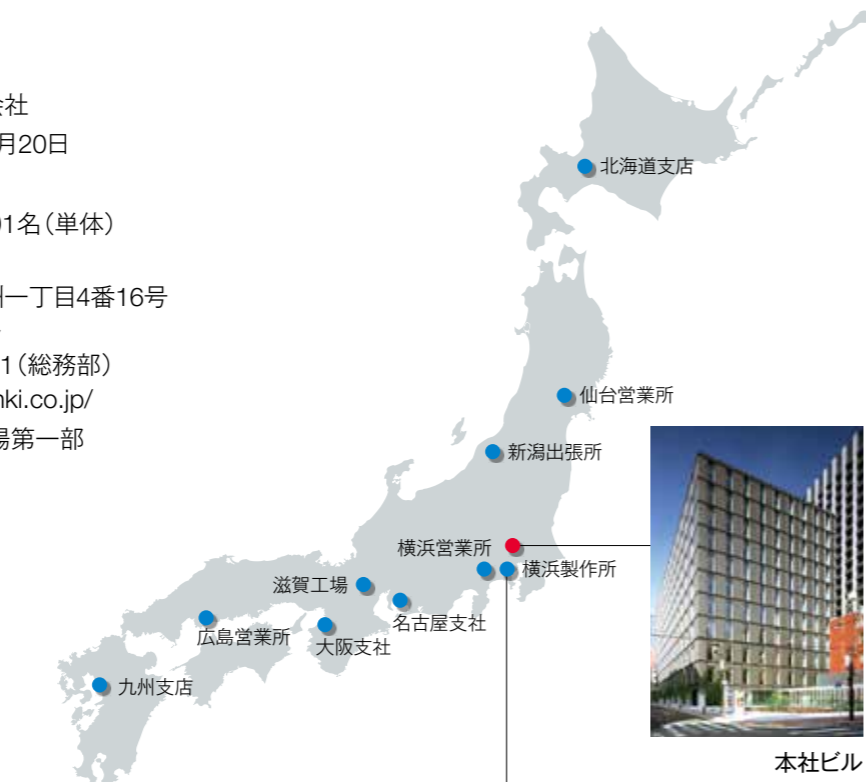 会社
月20日
1名（単体）
一丁目4番16号
1（総務部）
nki.co.jp/
場第一部
北海道支店
仙台営業所
新潟出張所
横浜営業所
横浜製作所
滋賀工場
名古屋支社
広島営業所
大阪支社
九州支店
本社ビル